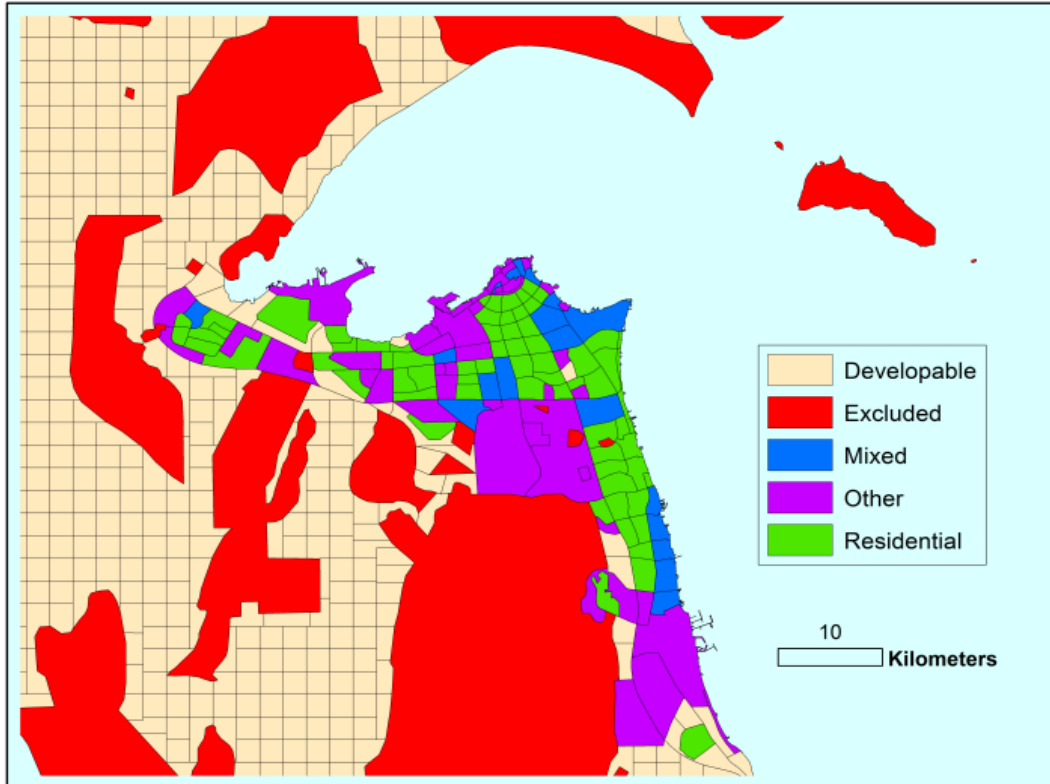 Developable
Excluded
Mixed
Other
Residential
10
Kilometers